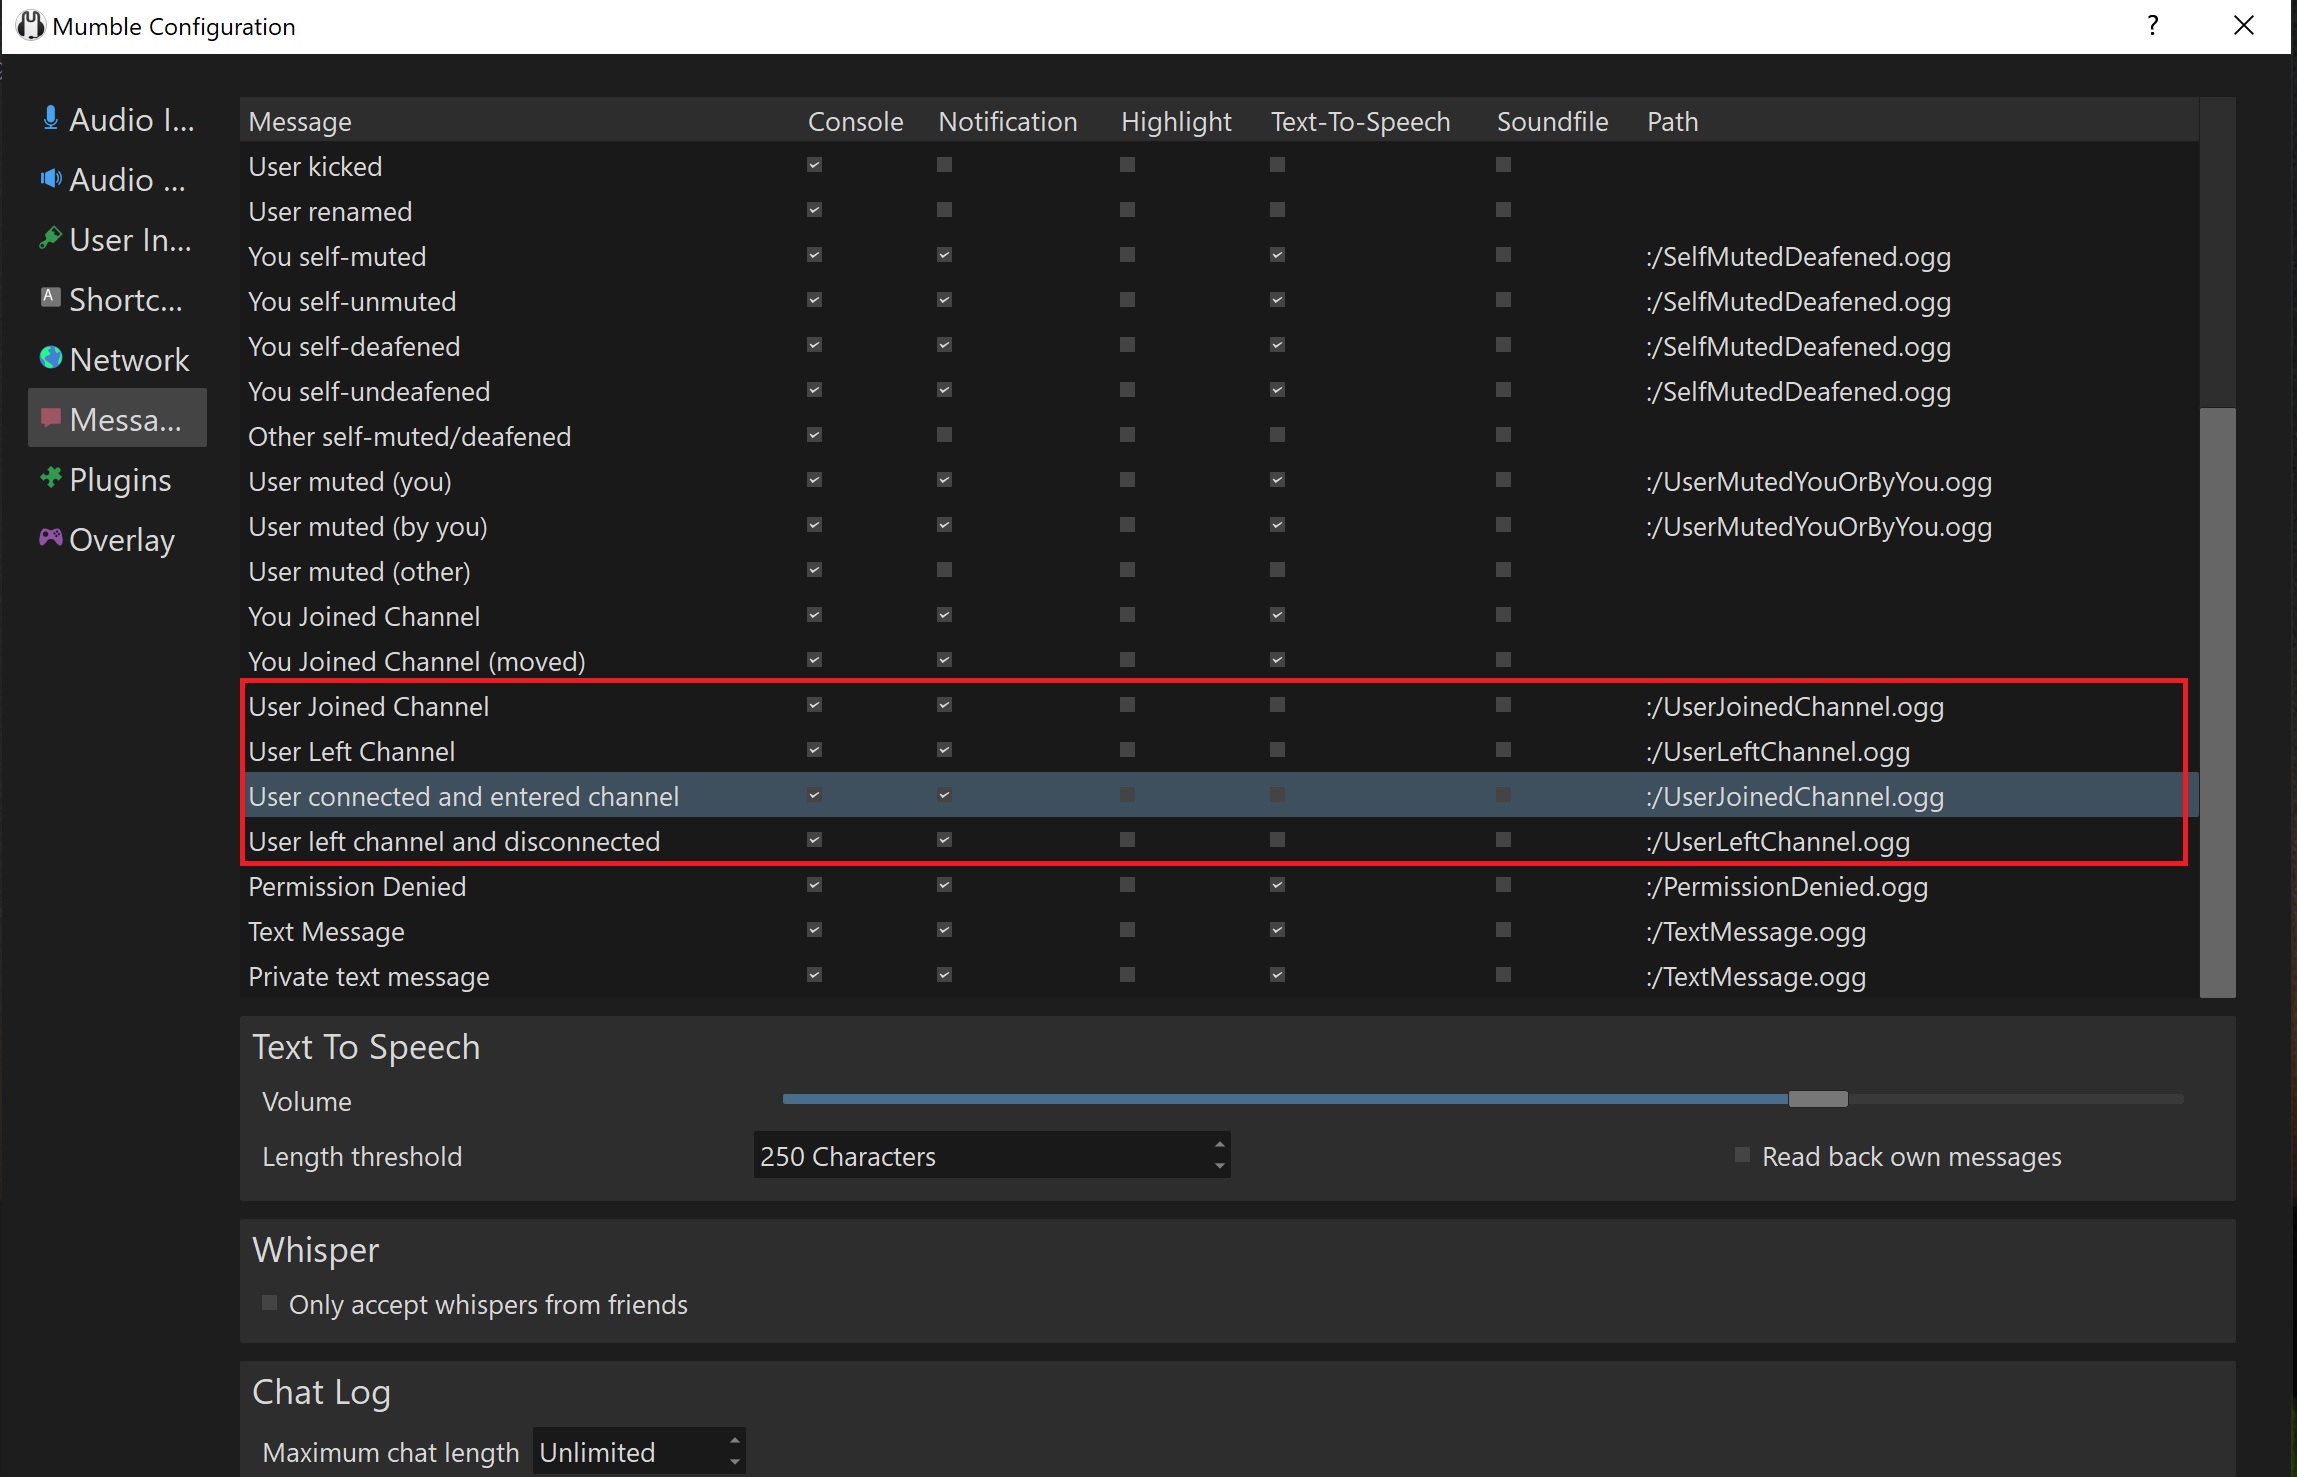 Mumble Configuration
Audio I...
Audio ...
User In...
Shortc...
Network
Messa...
Plugins
Overlay
Message Console Notification Highlight Text-To-Speech Soundfile Path
User kicked
User renamed
You self-muted :/SelfMutedDeafened.ogg
You self-unmuted :/SelfMutedDeafened.ogg
You self-deafened :/SelfMutedDeafened.ogg
You self-undeafened :/SelfMutedDeafened.ogg
Other self-muted/deafened
User muted (you) :/UserMutedYouOrByYou.ogg
User muted (by you) :/UserMutedYouOrByYou.ogg
User muted (other)
You Joined Channel
You Joined Channel (moved)
User Joined Channel :/UserJoinedChannel.ogg
User Left Channel :/UserLeftChannel.ogg
User connected and entered channel :/UserJoinedChannel.ogg
User left channel and disconnected :/UserLeftChannel.ogg
Permission Denied :/PermissionDenied.ogg
Text Message :/TextMessage.ogg
Private text message :/TextMessage.ogg
Text To Speech
Volume
Length threshold 250 Characters Read back own messages
Whisper
Only accept whispers from friends
Chat Log
Maximum chat length Unlimited